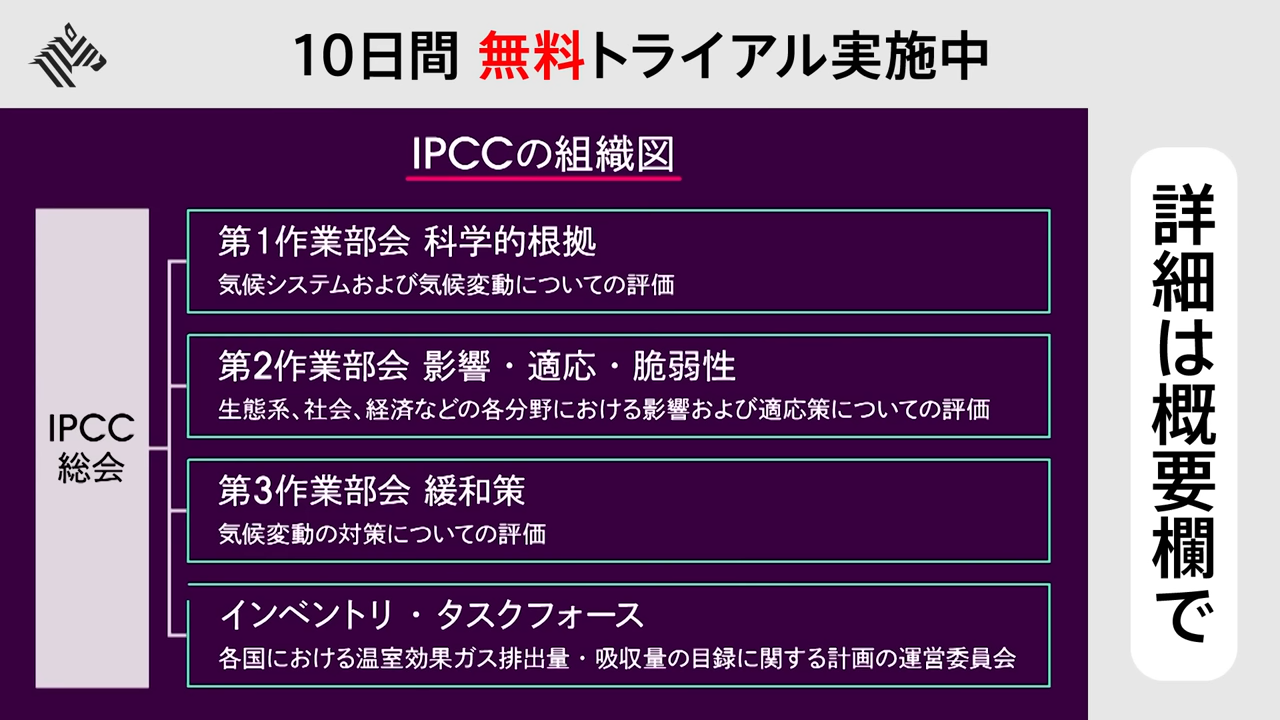 10日間 無料トライアル実施中
IPCCの組織図
IPCC
総会
第1作業部会 科学的根拠
気候システムおよび気候変動についての評価
第2作業部会 影響・適応・脆弱性
生態系、社会、経済などの各分野における影響および適応策についての評価
第3作業部会 緩和策
気候変動の対策についての評価
インベントリ・タスクフォース
各国における温室効果ガス排出量・吸収量の目録に関する計画の運営委員会
詳細は概要欄で